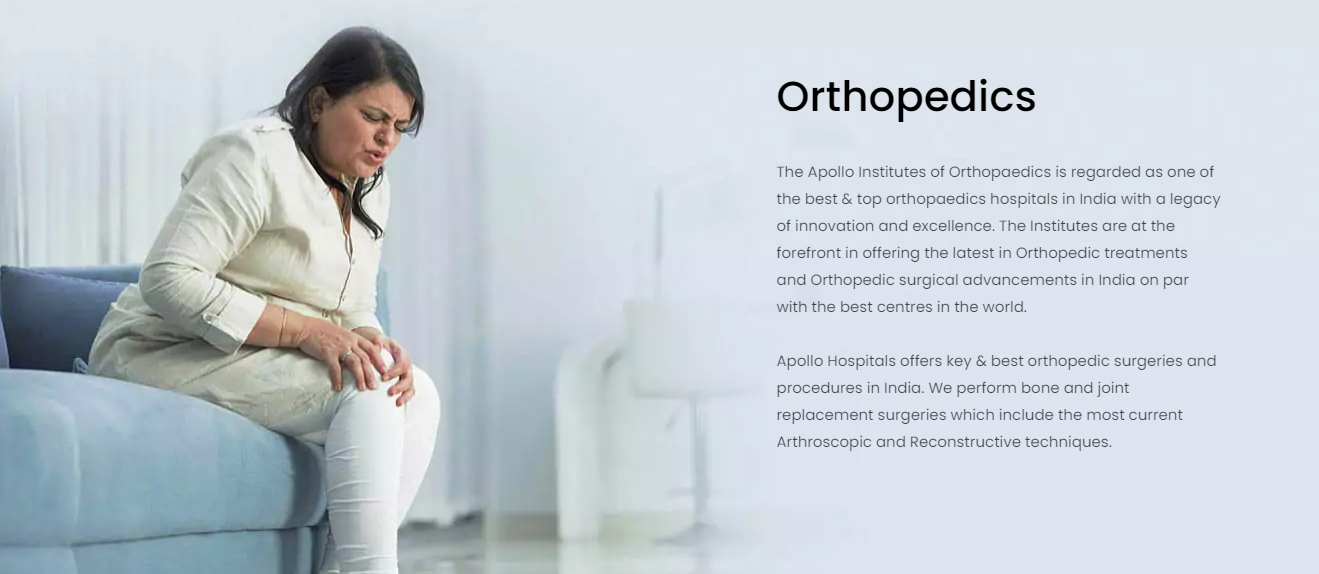 Orthopedics
The Apollo Institutes of Orthopaedics is regarded as one of
the best & top orthopaedics hospitals in India with a legacy
of innovation and excellence. The Institutes are at the
forefront in offering the latest in Orthopedic treatments
and Orthopedic surgical advancements in India on par
with the best centres in the world.
Apollo Hospitals offers key & best orthopedic surgeries and
procedures in India. We perform bone and joint
replacement surgeries which include the most current
Arthroscopic and Reconstructive techniques.